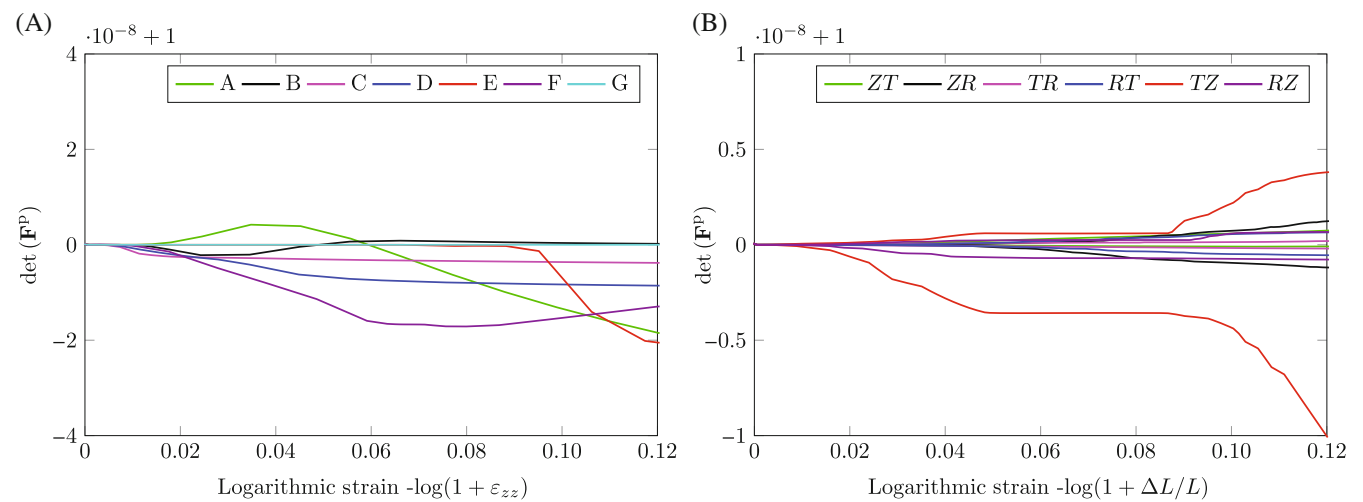 (A)
·10⁻⁸ + 1
4
2
0
−2
−4
det (Fᵖ)
A B C D E F G
0 0.02 0.04 0.06 0.08 0.10 0.12
Logarithmic strain -log(1 + ε_zz)
(B)
·10⁻⁸ + 1
1
0.5
0
−0.5
−1
det (Fᵖ)
ZT ZR TR RT TZ RZ
0 0.02 0.04 0.06 0.08 0.10 0.12
Logarithmic strain -log(1 + ΔL/L)